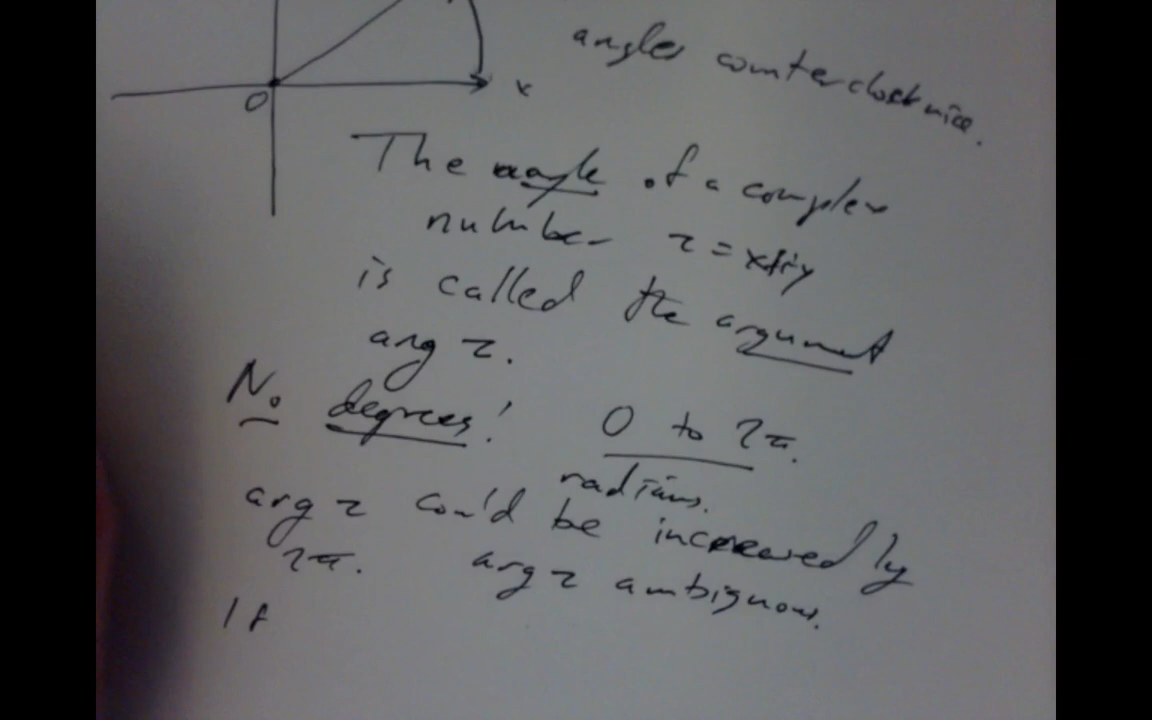 angles counterclockwise.
x
0
The angle of a complex
number z = x+iy
is called the argument
arg z.
No degrees! 0 to 2π.
radians.
arg z could be increased by
2π. arg z ambiguous.
If